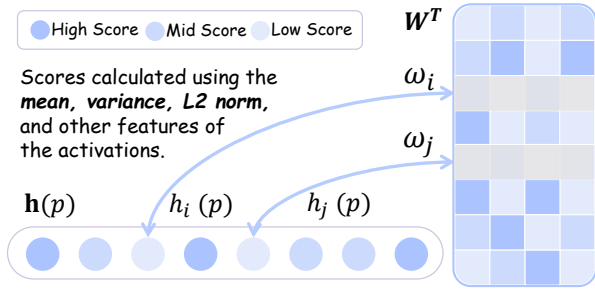 High Score Mid Score Low Score
W^T
Scores calculated using the
mean, variance, L2 norm,
and other features of
the activations.
ω_i
ω_j
h(p) h_i (p) h_j (p)